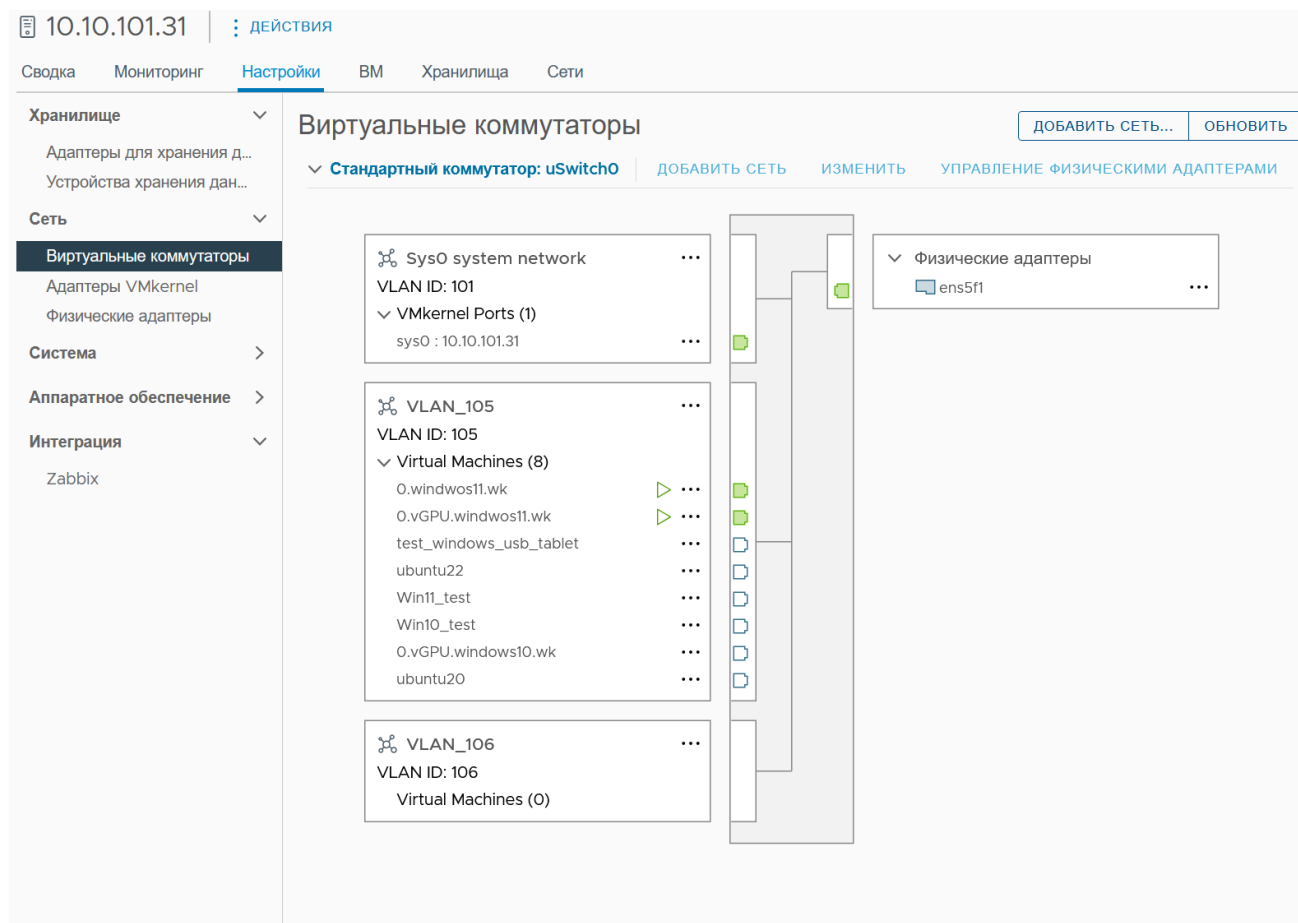 10.10.101.31 ДЕЙСТВИЯ
Сводка Мониторинг Настройки ВМ Хранилища Сети
Хранилище
Адаптеры для хранения д...
Устройства хранения дан...
Сеть
Виртуальные коммутаторы
Адаптеры VMkernel
Физические адаптеры
Система
Аппаратное обеспечение
Интеграция
Zabbix
Виртуальные коммутаторы
ДОБАВИТЬ СЕТЬ... ОБНОВИТЬ
Стандартный коммутатор: uSwitch0 ДОБАВИТЬ СЕТЬ ИЗМЕНИТЬ УПРАВЛЕНИЕ ФИЗИЧЕСКИМИ АДАПТЕРАМИ
Sys0 system network
VLAN ID: 101
VMkernel Ports (1)
sys0 : 10.10.101.31
VLAN_105
VLAN ID: 105
Virtual Machines (8)
0.windwos11.wk
0.vGPU.windwos11.wk
test_windows_usb_tablet
ubuntu22
Win11_test
Win10_test
0.vGPU.windows10.wk
ubuntu20
VLAN_106
VLAN ID: 106
Virtual Machines (0)
Физические адаптеры
ens5f1